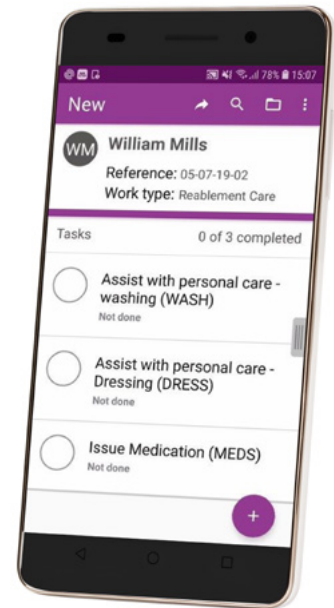 78% 15:07
New
WM
William Mills
Reference: 05-07-19-02
Work type: Reablement Care
Tasks 0 of 3 completed
Assist with personal care -
washing (WASH)
Not done
Assist with personal care -
Dressing (DRESS)
Not done
Issue Medication (MEDS)
Not done
+